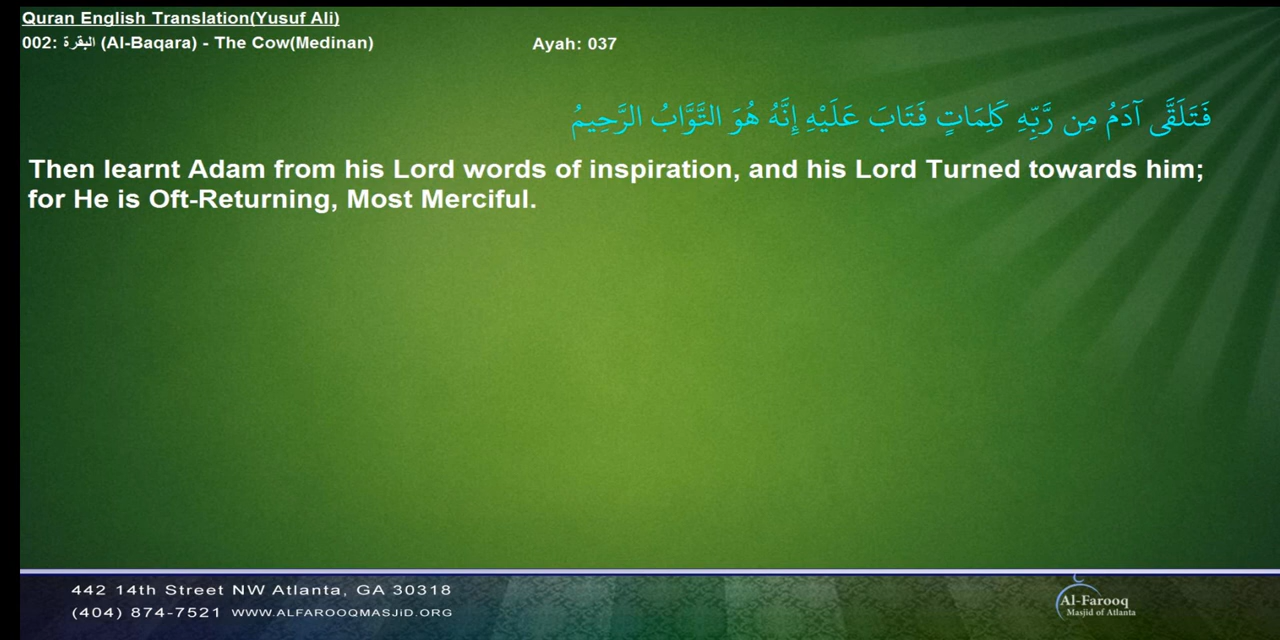 Quran English Translation(Yusuf Ali)
002: البقرة (Al-Baqara) - The Cow(Medinan)
Ayah: 037
فَتَلَقَّى آدَمُ مِن رَّبِّهِ كَلِمَاتٍ فَتَابَ عَلَيْهِ إِنَّهُ هُوَ التَّوَّابُ الرَّحِيمُ
Then learnt Adam from his Lord words of inspiration, and his Lord Turned towards him;
for He is Oft-Returning, Most Merciful.
442 14th Street NW Atlanta, GA 30318
(404) 874-7521 WWW.ALFAROOQMASJiD.ORG
Al-Farooq
Masjid of Atlanta